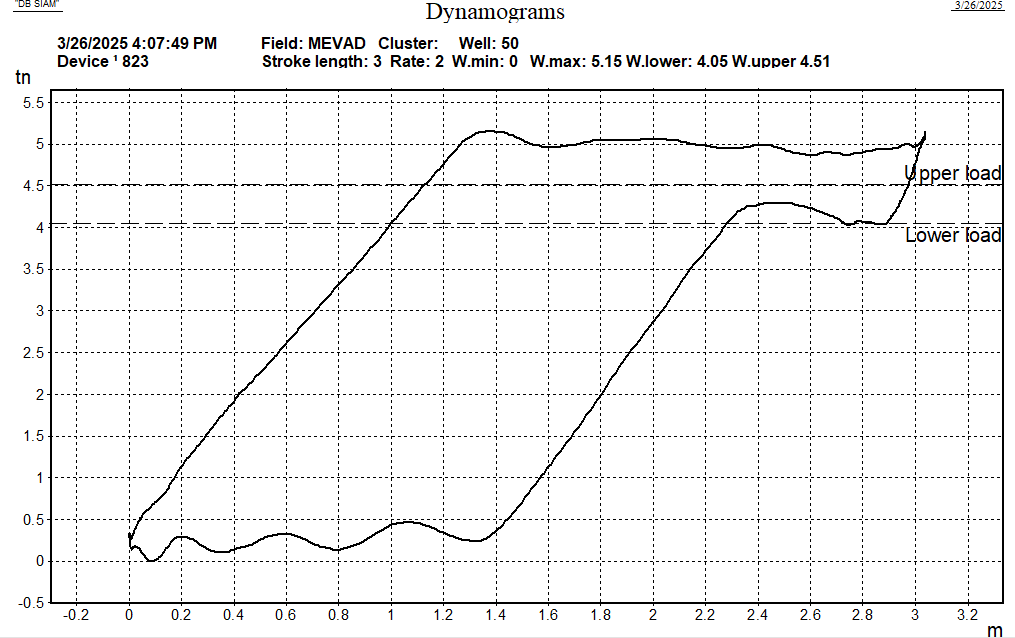 "DB SIAM"
3/26/2025
Dynamograms
3/26/2025 4:07:49 PM Field: MEVAD Cluster: Well: 50
Device ¹ 823 Stroke length: 3 Rate: 2 W.min: 0 W.max: 5.15 W.lower: 4.05 W.upper 4.51
tn
5.5
5
4.5
Upper load
4
Lower load
3.5
3
2.5
2
1.5
1
0.5
0
-0.5
-0.2 0 0.2 0.4 0.6 0.8 1 1.2 1.4 1.6 1.8 2 2.2 2.4 2.6 2.8 3 3.2
m